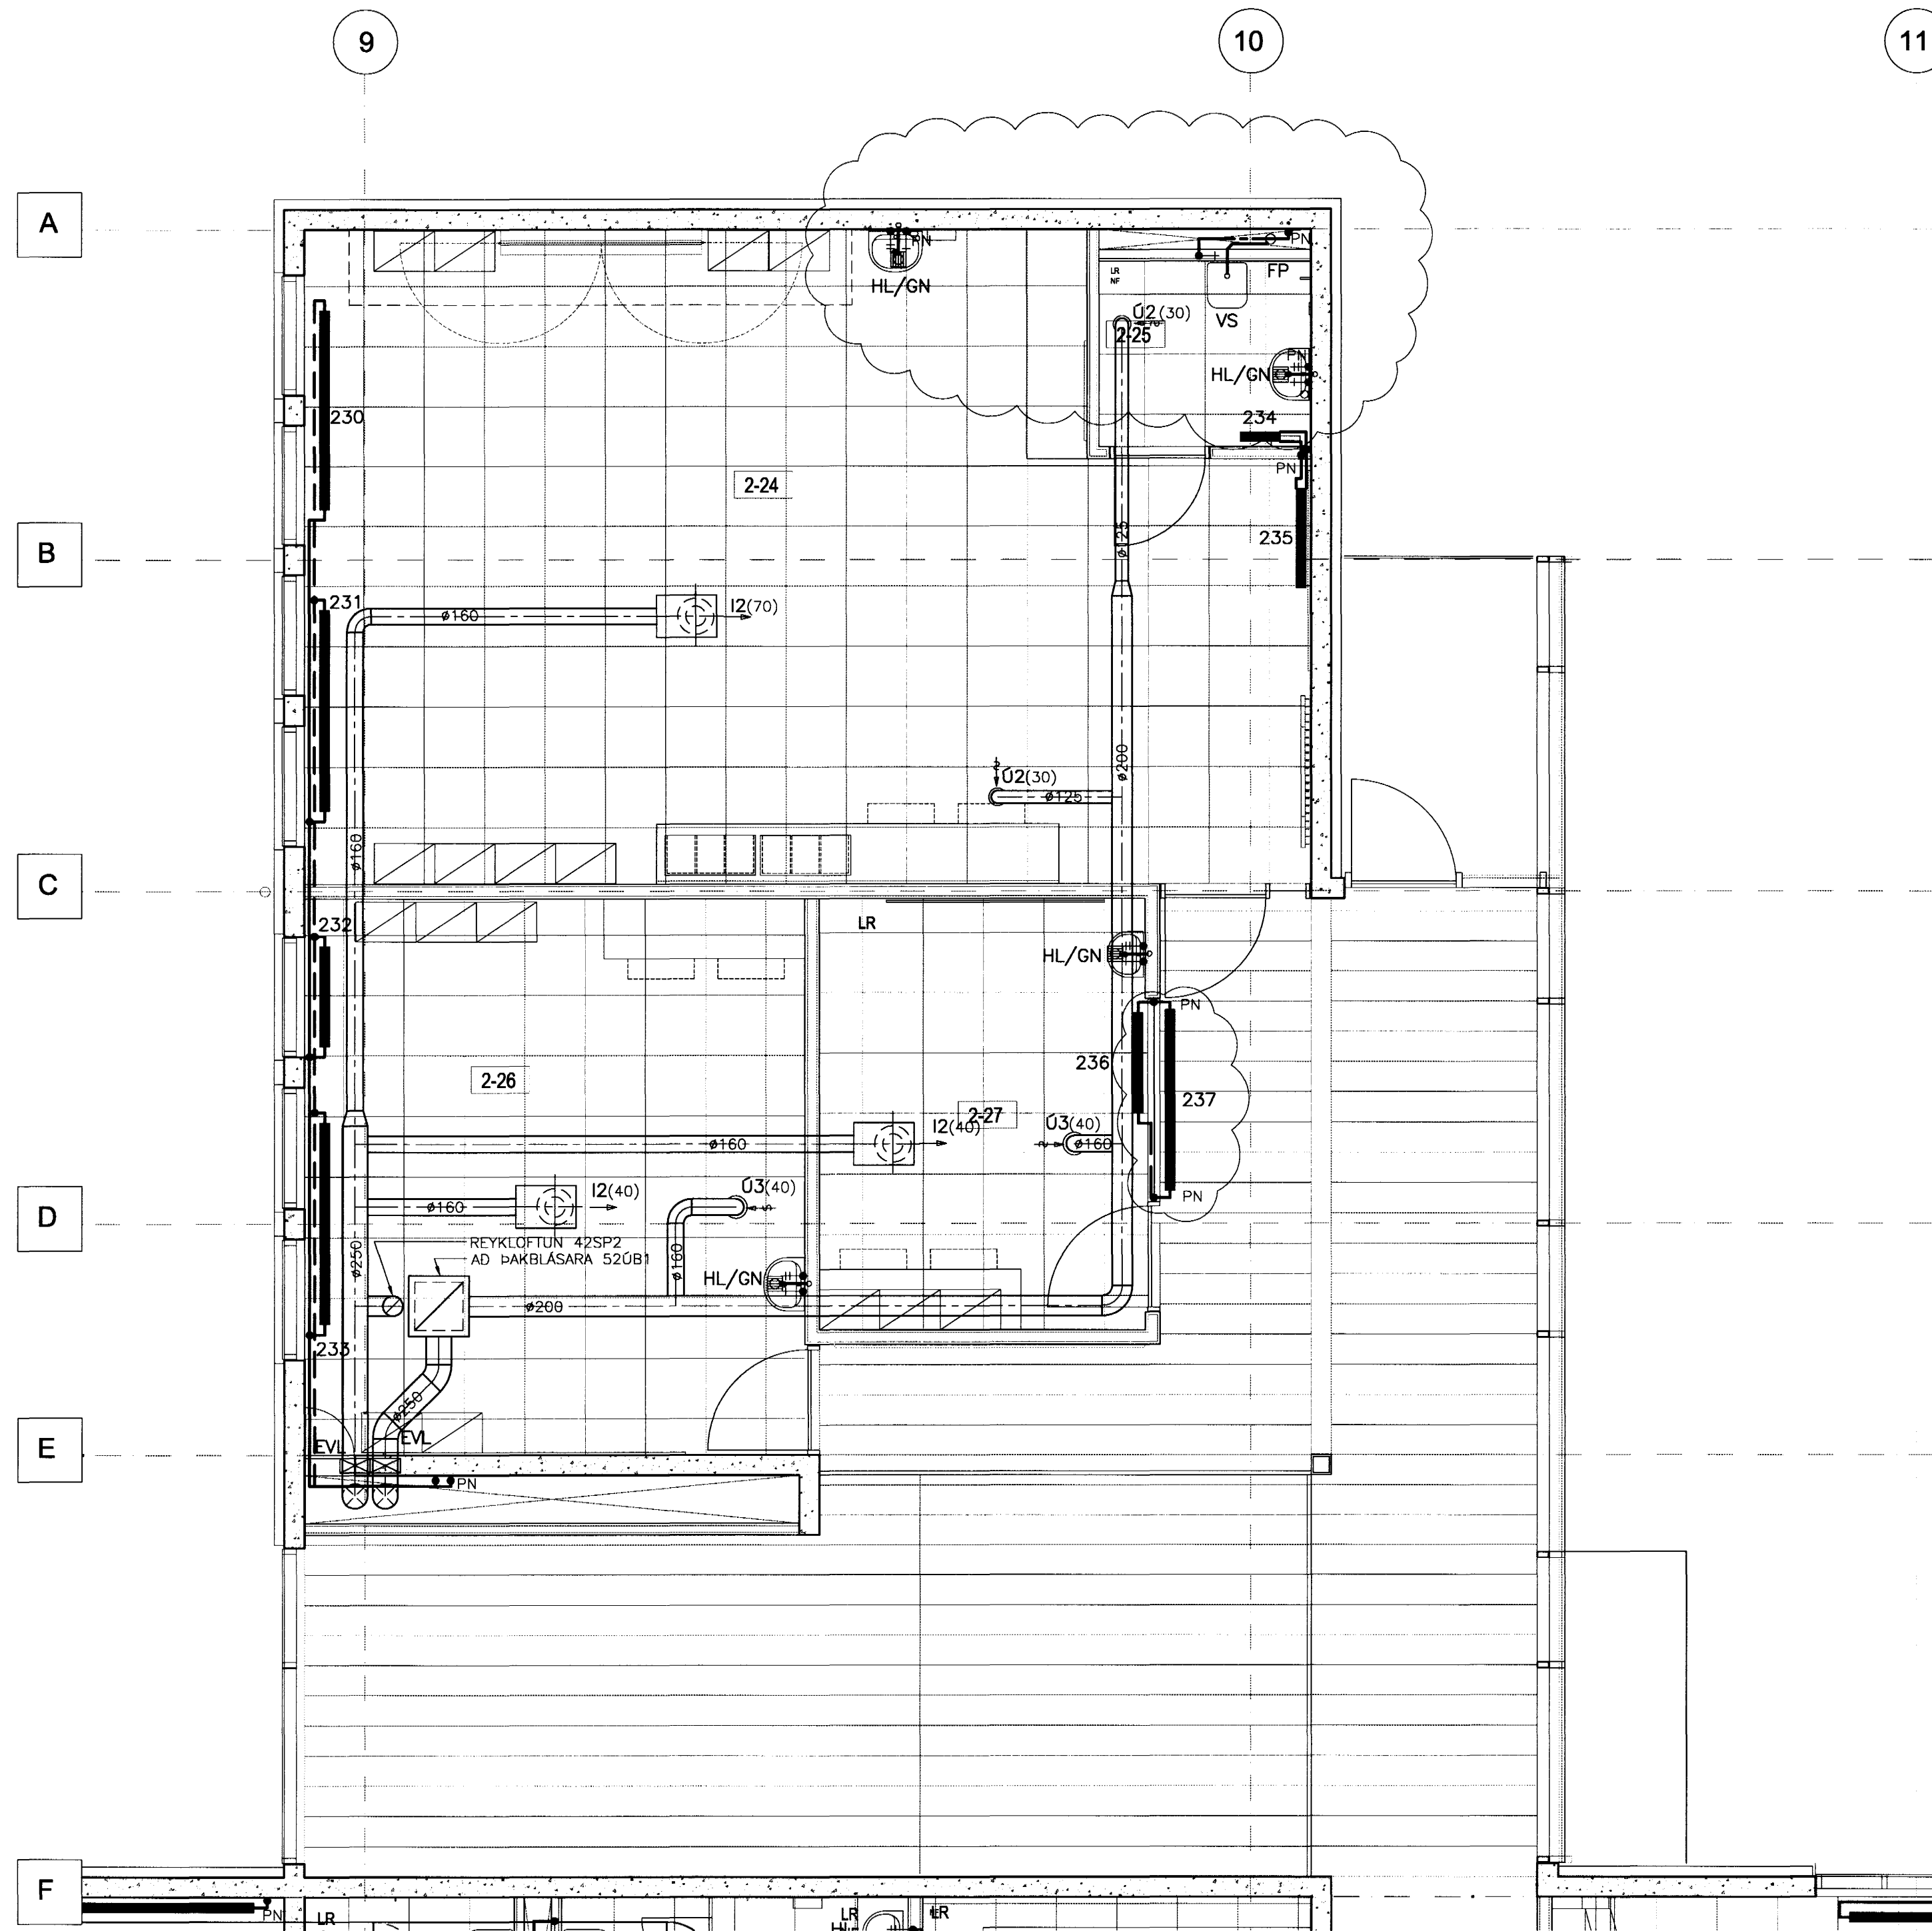 9
10
11
A
PN
PN
HL/GN
LR
NF
FP
VS
Ú2(30)
2-25
PN
HL/GN
230
234
PN
2-24
235
ø125
B
231
I2(70)
ø160
ø200
Ú2(30)
ø125
ø160
C
232
LR
HL/GN
PN
236
2-26
237
2-27
I2(40)
Ú3(40)
ø160
ø160
I2(40)
Ú3(40)
PN
D
ø160
REYKLOFTUN 42SP2
AÐ ÞAKBLÁSARA 52ÚB1
ø250
ø160
HL/GN
ø200
233
ø250
E
EVL
EVL
PN
F
PN
LR
LR